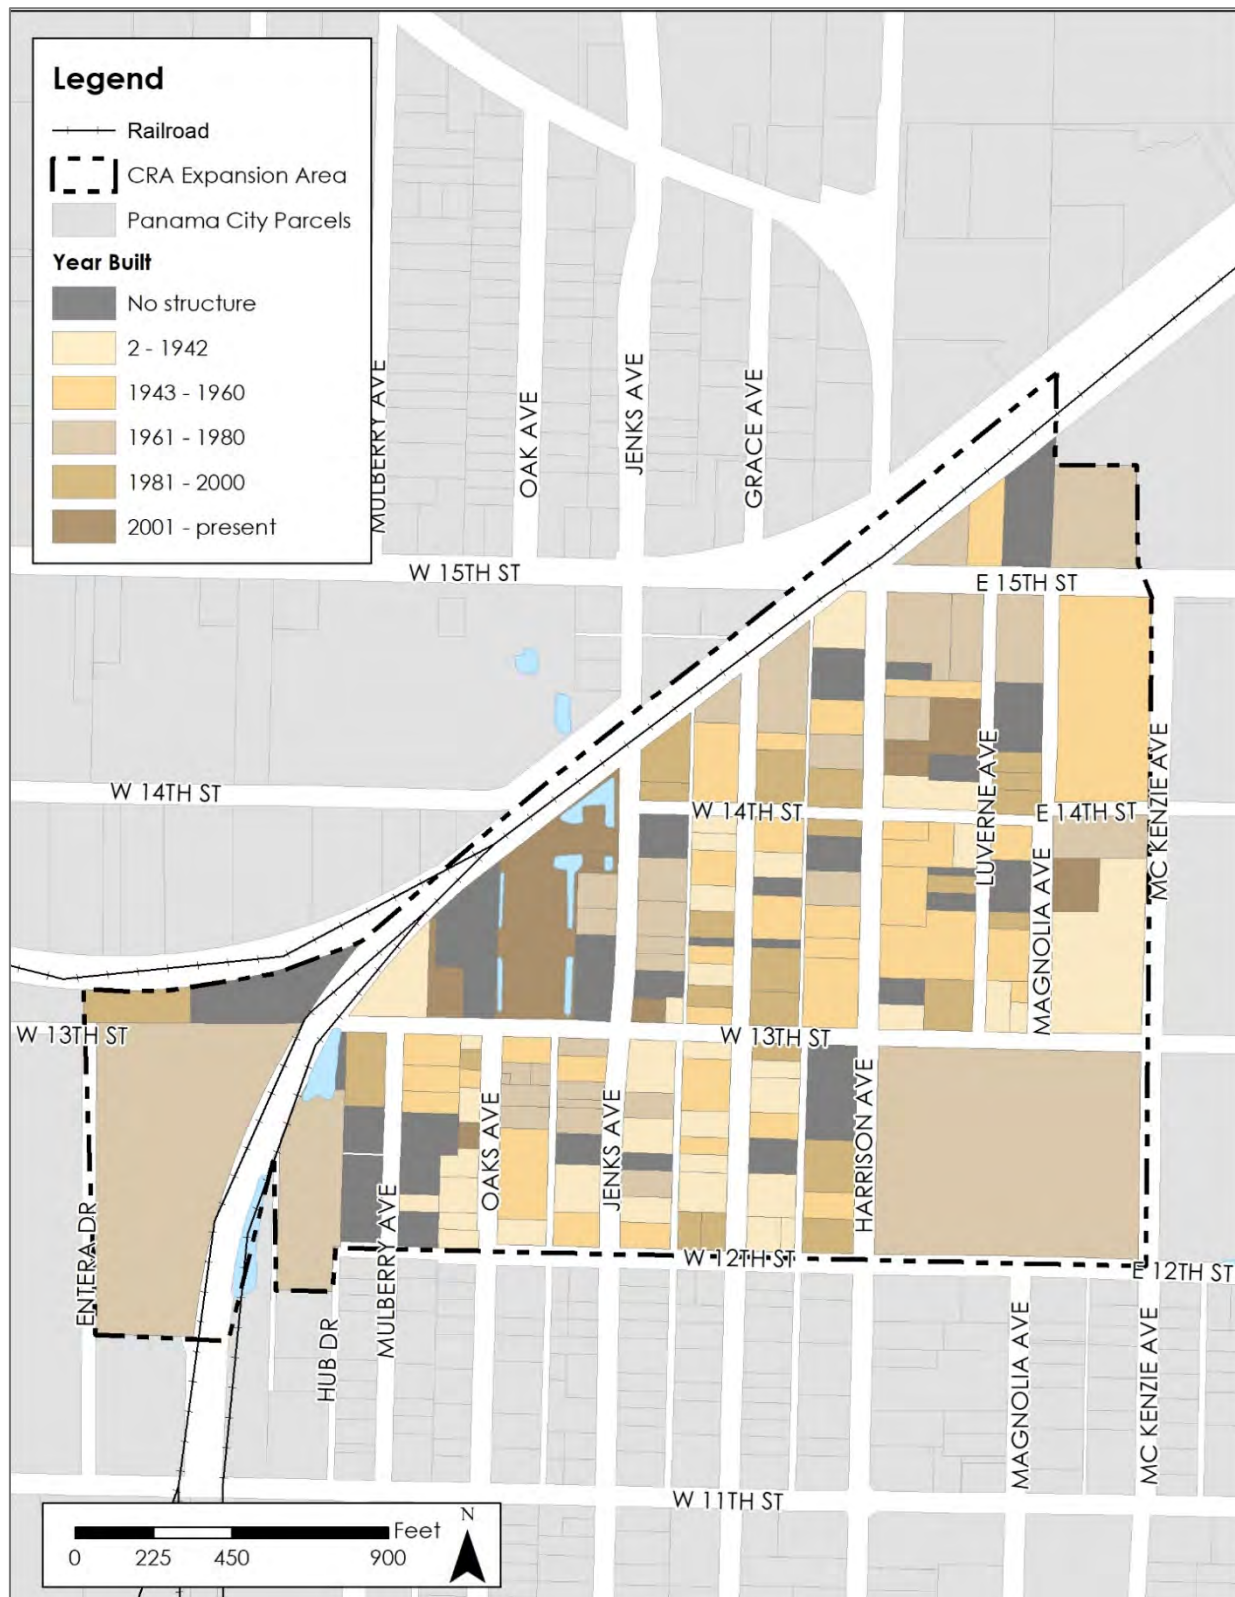 Legend
Railroad
CRA Expansion Area
Panama City Parcels
Year Built
No structure
2 - 1942
1943 - 1960
1961 - 1980
1981 - 2000
2001 - present
MULBERRY AVE
OAK AVE
JENKS AVE
GRACE AVE
W 15TH ST
E 15TH ST
W 14TH ST
W 14TH ST
E 14TH ST
LUVERNE AVE
MC KENZIE AVE
MAGNOLIA AVE
W 13TH ST
W 13TH ST
ENTERA DR
HUB DR
MULBERRY AVE
OAKS AVE
JENKS AVE
HARRISON AVE
W 12TH ST
E 12TH ST
MAGNOLIA AVE
MC KENZIE AVE
W 11TH ST
Feet
0 225 450 900
N